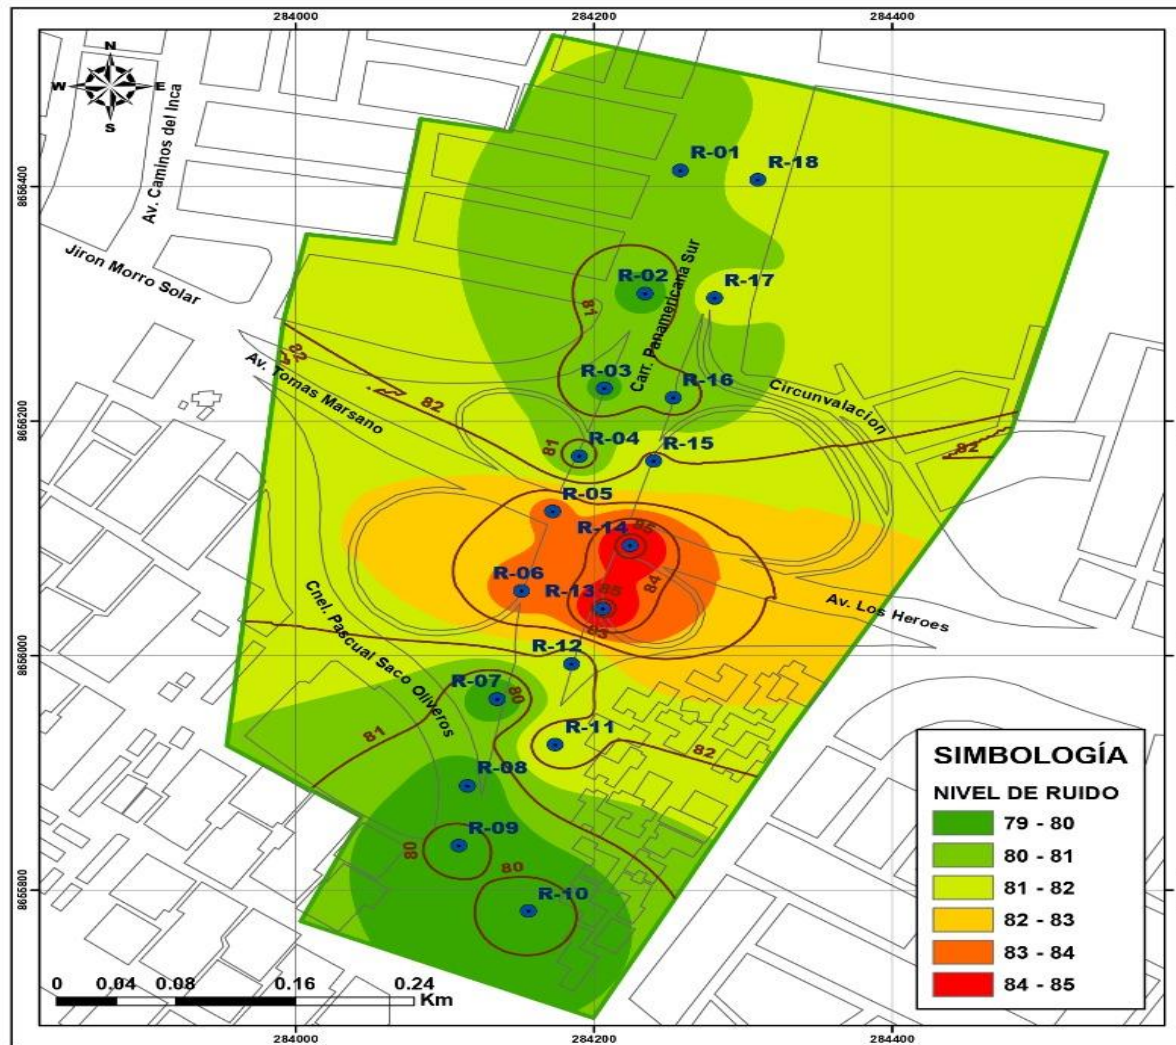 284000
284200
284400
N
W
E
S
Av. Caminos del Inca
R-01
R-18
8656400
Carr. Panamericana Sur
Jiron Morro Solar
R-02
R-17
81
82
Av. Tomas Marsano
R-03
R-16
Circunvalacion
82
8656200
R-04
R-15
81
82
R-05
R-14
85
R-06
R-13
85
84
83
Av. Los Heroes
Cnel. Pascual Saco Oliveros
8656000
R-12
R-07
80
81
R-11
82
R-08
R-09
80
80
R-10
8655800
SIMBOLOGÍA
NIVEL DE RUIDO
79 - 80
80 - 81
81 - 82
82 - 83
83 - 84
84 - 85
0
0.04
0.08
0.16
0.24
Km
284000
284200
284400